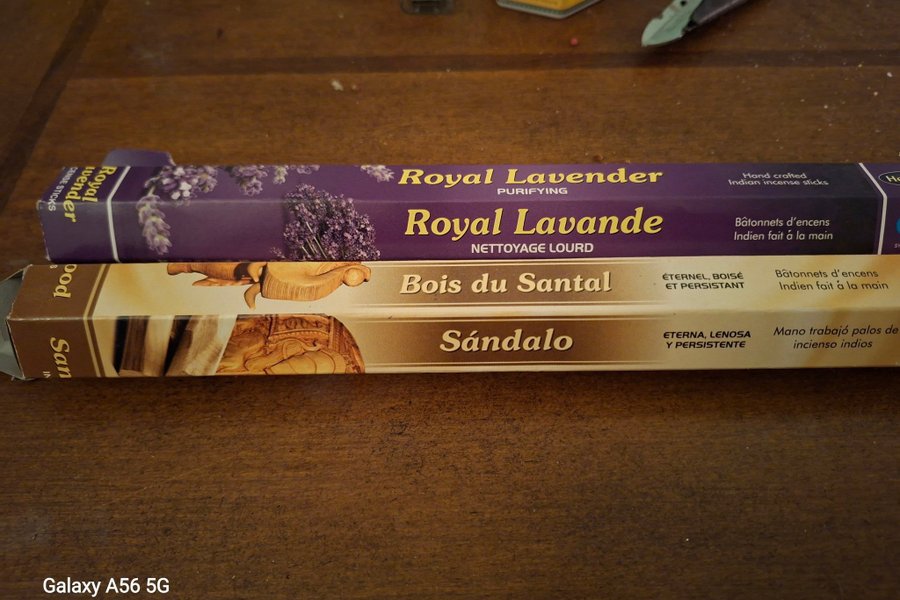 Royal Lavender
PURIFYING
Hand crafted
Indian incense sticks
Royal Lavande
NETTOYAGE LOURD
Bâtonnets d'encens
Indien fait á la main
Royal
Bois du Santal
ÉTERNEL, BOISÉ
ET PERSISTANT
Bâtonnets d'encens
Indien fait á la main
Sándalo
ETERNA, LENOSA
Y PERSISTENTE
Mano trabajó palos de
incienso indios
Galaxy A56 5G